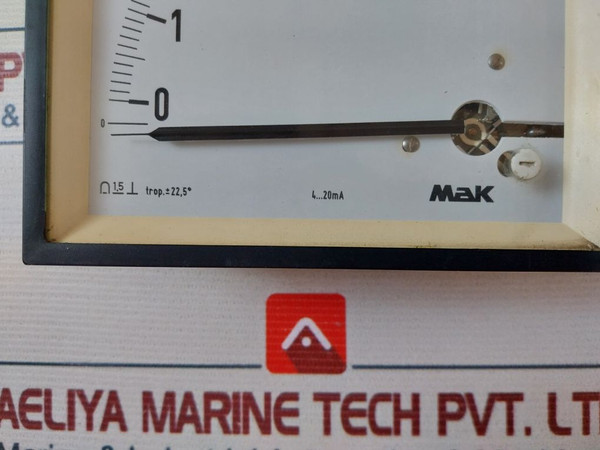 1
0
0
1,5 trop.±22,5°
4...20mA
MaK
P
&
AELIYA MARINE TECH PVT. LT